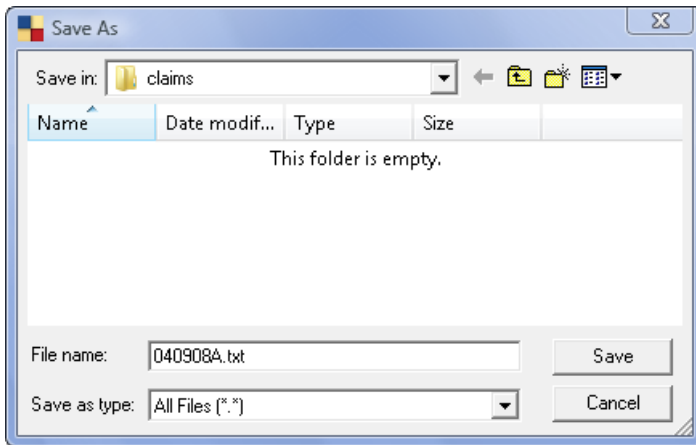 Save As
Save in: claims
Name Date modif... Type Size
This folder is empty.
File name: 040908A.txt Save
Save as type: All Files (*.*) Cancel